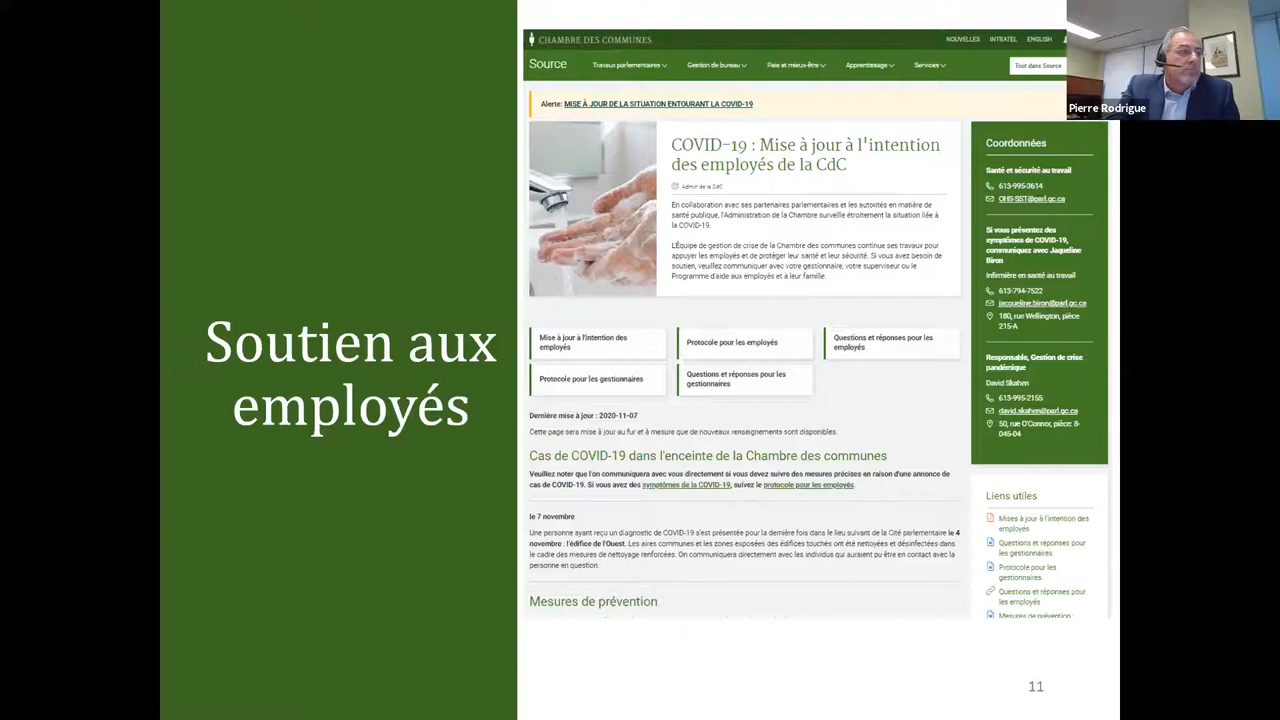 Soutien aux
employés
CHAMBRE DES COMMUNES
NOUVELLES INTRATEL ENGLISH
Source
Travaux parlementaires Gestion de bureau Paie et mieux-être Apprentissage Services
Tout dans Source
Pierre Rodrigue
Alerte: MISE À JOUR DE LA SITUATION ENTOURANT LA COVID-19
COVID-19 : Mise à jour à l'intention
des employés de la CdC
Admin de la CdC
En collaboration avec ses partenaires parlementaires et les autorités en matière de
santé publique, l'Administration de la Chambre surveille étroitement la situation liée à
la COVID-19.
L'Équipe de gestion de crise de la Chambre des communes continue ses travaux pour
appuyer les employés et de protéger leur santé et leur sécurité. Si vous avez besoin de
soutien, veuillez communiquer avec votre gestionnaire, votre superviseur ou le
Programme d'aide aux employés et à leur famille.
Mise à jour à l'intention des
employés
Protocole pour les employés
Questions et réponses pour les
employés
Protocole pour les gestionnaires
Questions et réponses pour les
gestionnaires
Dernière mise à jour : 2020-11-07
Cette page sera mise à jour au fur et à mesure que de nouveaux renseignements sont disponibles.
Cas de COVID-19 dans l'enceinte de la Chambre des communes
Veuillez noter que l'on communiquera avec vous directement si vous devez suivre des mesures précises en raison d'une annonce
de cas de COVID-19. Si vous avez des symptômes de la COVID-19, suivez le protocole pour les employés.
le 7 novembre
Une personne ayant reçu un diagnostic de COVID-19 s'est présentée pour la dernière fois dans le lieu suivant de la Cité parlementaire le 4
novembre : l'édifice de l'Ouest. Les aires communes et les zones exposées des édifices touchés ont été nettoyées et désinfectées dans
le cadre des mesures de nettoyage renforcées. On communiquera directement avec les individus qui auraient pu être en contact avec la
personne en question.
Mesures de prévention
Coordonnées
Santé et sécurité au travail
613-995-3614
OHS-SST@parl.gc.ca
Si vous présentez des
symptômes de COVID-19,
communiquez avec Jaqueline
Biron
Infirmière en santé au travail
613-794-7522
jacqueline.biron@parl.gc.ca
180, rue Wellington, pièce
215-A
Responsable, Gestion de crise
pandémique
David Skahen
613-995-2155
david.skahen@parl.gc.ca
50, rue O'Connor, pièce: 8-
045-04
Liens utiles
Mises à jour à l'intention des
employés
Questions et réponses pour
les gestionnaires
Protocole pour les
gestionnaires
Questions et réponses pour
les employés
Mesures de prévention :
11